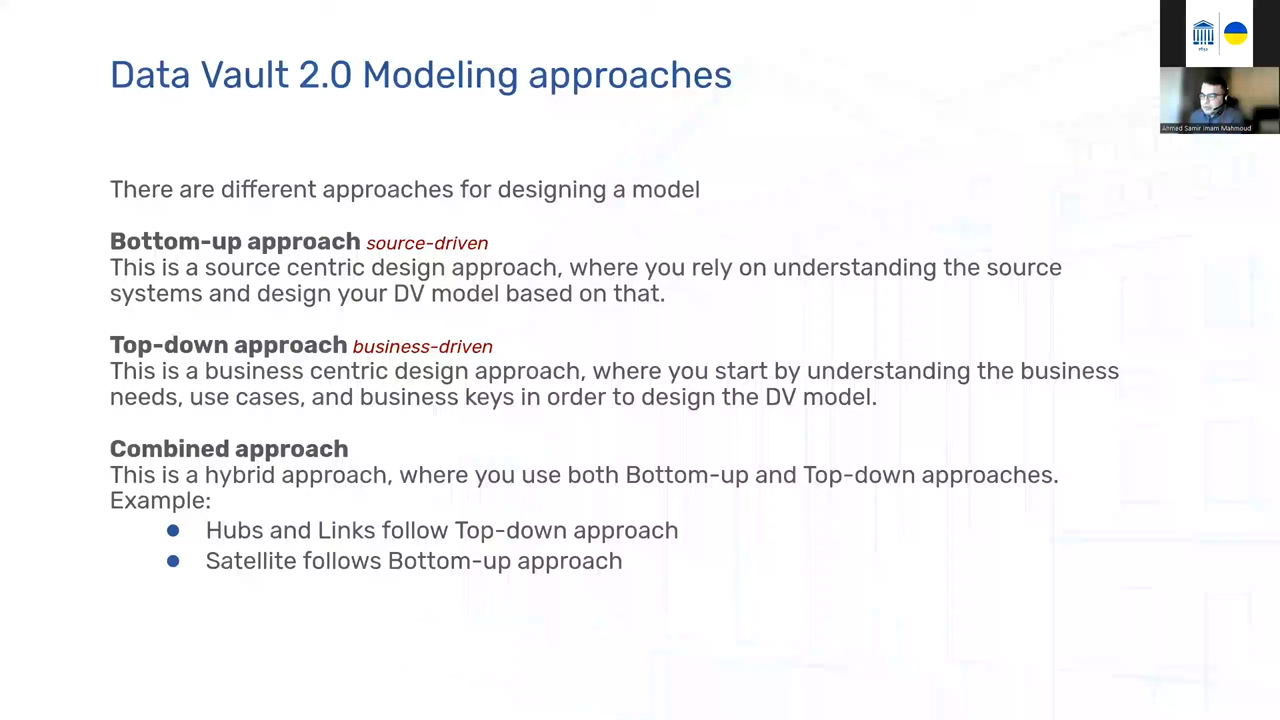 Data Vault 2.0 Modeling approaches
1632
Ahmed Samir Imam Mahmoud
There are different approaches for designing a model
Bottom-up approach source-driven
This is a source centric design approach, where you rely on understanding the source
systems and design your DV model based on that.
Top-down approach business-driven
This is a business centric design approach, where you start by understanding the business
needs, use cases, and business keys in order to design the DV model.
Combined approach
This is a hybrid approach, where you use both Bottom-up and Top-down approaches.
Example:
● Hubs and Links follow Top-down approach
● Satellite follows Bottom-up approach